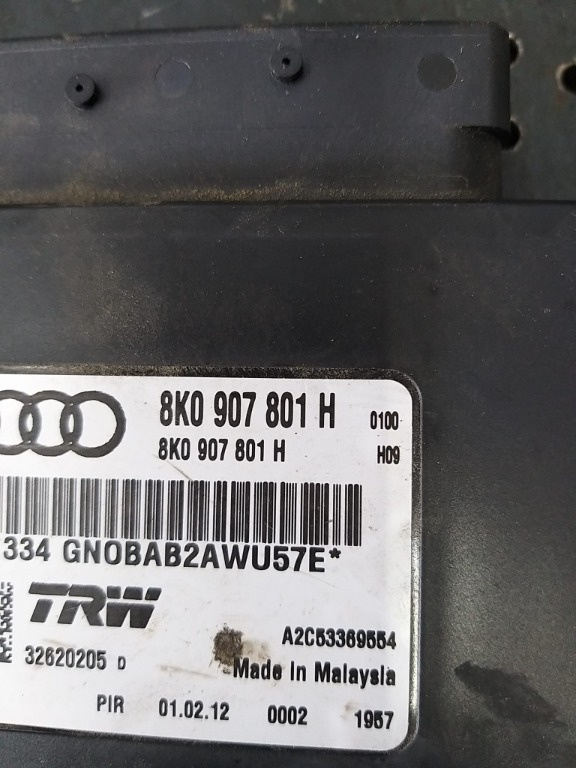 8K0 907 801 H 0100
8K0 907 801 H H09
334 GNOBAB2AWU57E*
TRW
32620205 D A2C53369554
Made in Malaysia
PIR 01.02.12 0002 1957